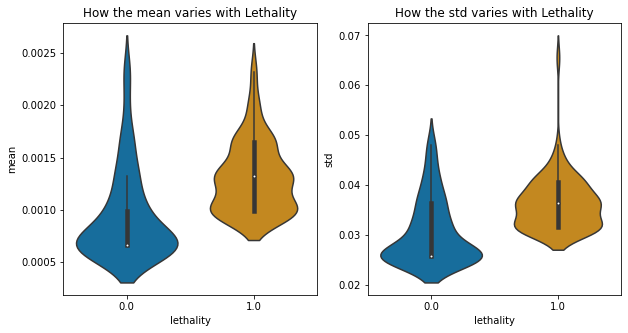 How the mean varies with Lethality
mean
0.0025
0.0020
0.0015
0.0010
0.0005
0.0
1.0
lethality
How the std varies with Lethality
std
0.07
0.06
0.05
0.04
0.03
0.02
0.0
1.0
lethality